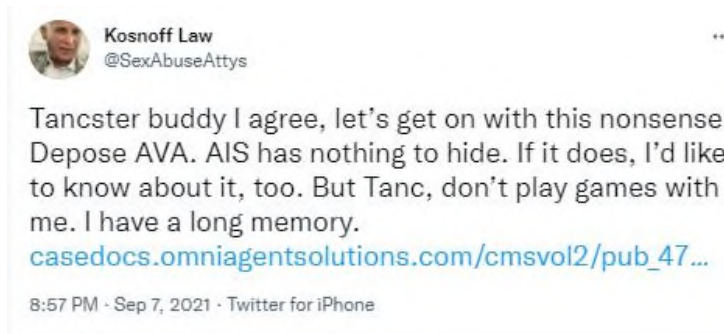 Kosnoff Law
@SexAbuseAttys
Tancster buddy I agree, let's get on with this nonsense
Depose AVA. AIS has nothing to hide. If it does, I'd like
to know about it, too. But Tanc, don't play games with
me. I have a long memory.
casedocs.omniagentsolutions.com/cmsvol2/pub_47...
8:57 PM · Sep 7, 2021 · Twitter for iPhone